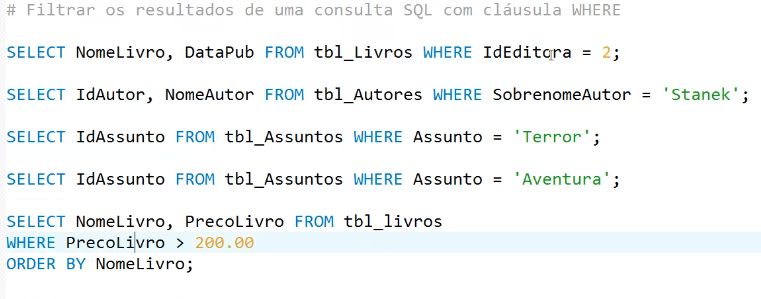 # Filtrar os resultados de uma consulta SQL com cláusula WHERE
SELECT NomeLivro, DataPub FROM tbl_Livros WHERE IdEditora = 2;
SELECT IdAutor, NomeAutor FROM tbl_Autores WHERE SobrenomeAutor = 'Stanek';
SELECT IdAssunto FROM tbl_Assuntos WHERE Assunto = 'Terror';
SELECT IdAssunto FROM tbl_Assuntos WHERE Assunto = 'Aventura';
SELECT NomeLivro, PrecoLivro FROM tbl_livros
WHERE PrecoLivro > 200.00
ORDER BY NomeLivro;